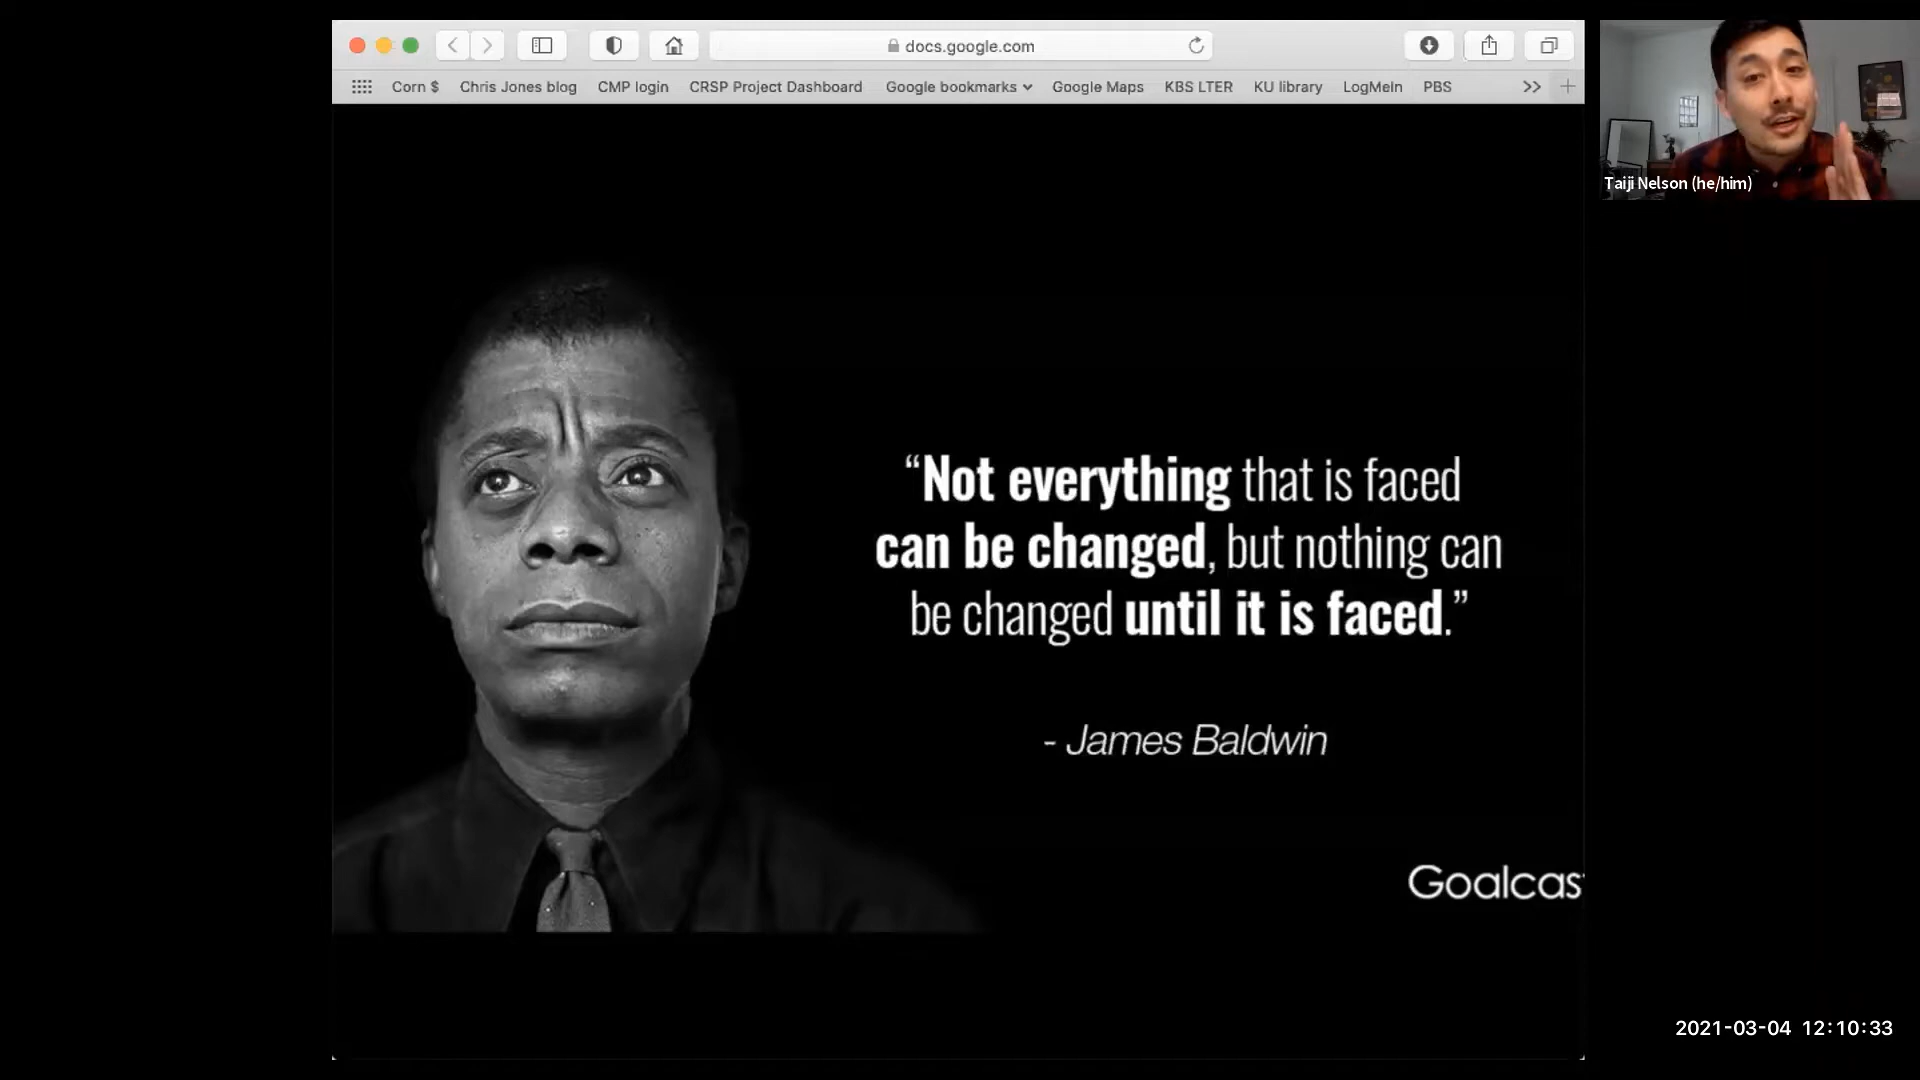 docs.google.com
Corn $ Chris Jones blog CMP login CRSP Project Dashboard Google bookmarks Google Maps KBS LTER KU library LogMeIn PBS
Taiji Nelson (he/him)
“Not everything that is faced
can be changed, but nothing can
be changed until it is faced.”
- James Baldwin
Goalcast
2021-03-04 12:10:33